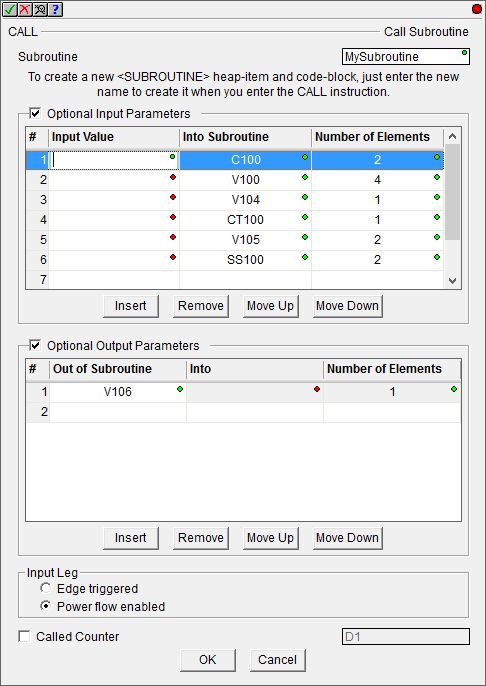 CALL Call Subroutine
Subroutine MySubroutine
To create a new <SUBROUTINE> heap-item and code-block, just enter the new
name to create it when you enter the CALL instruction.
Optional Input Parameters
# Input Value Into Subroutine Number of Elements
1 C100 2
2 V100 4
3 V104 1
4 CT100 1
5 V105 2
6 SS100 2
7
Insert Remove Move Up Move Down
Optional Output Parameters
# Out of Subroutine Into Number of Elements
1 V106 1
2
Insert Remove Move Up Move Down
Input Leg
Edge triggered
Power flow enabled
Called Counter D1
OK Cancel